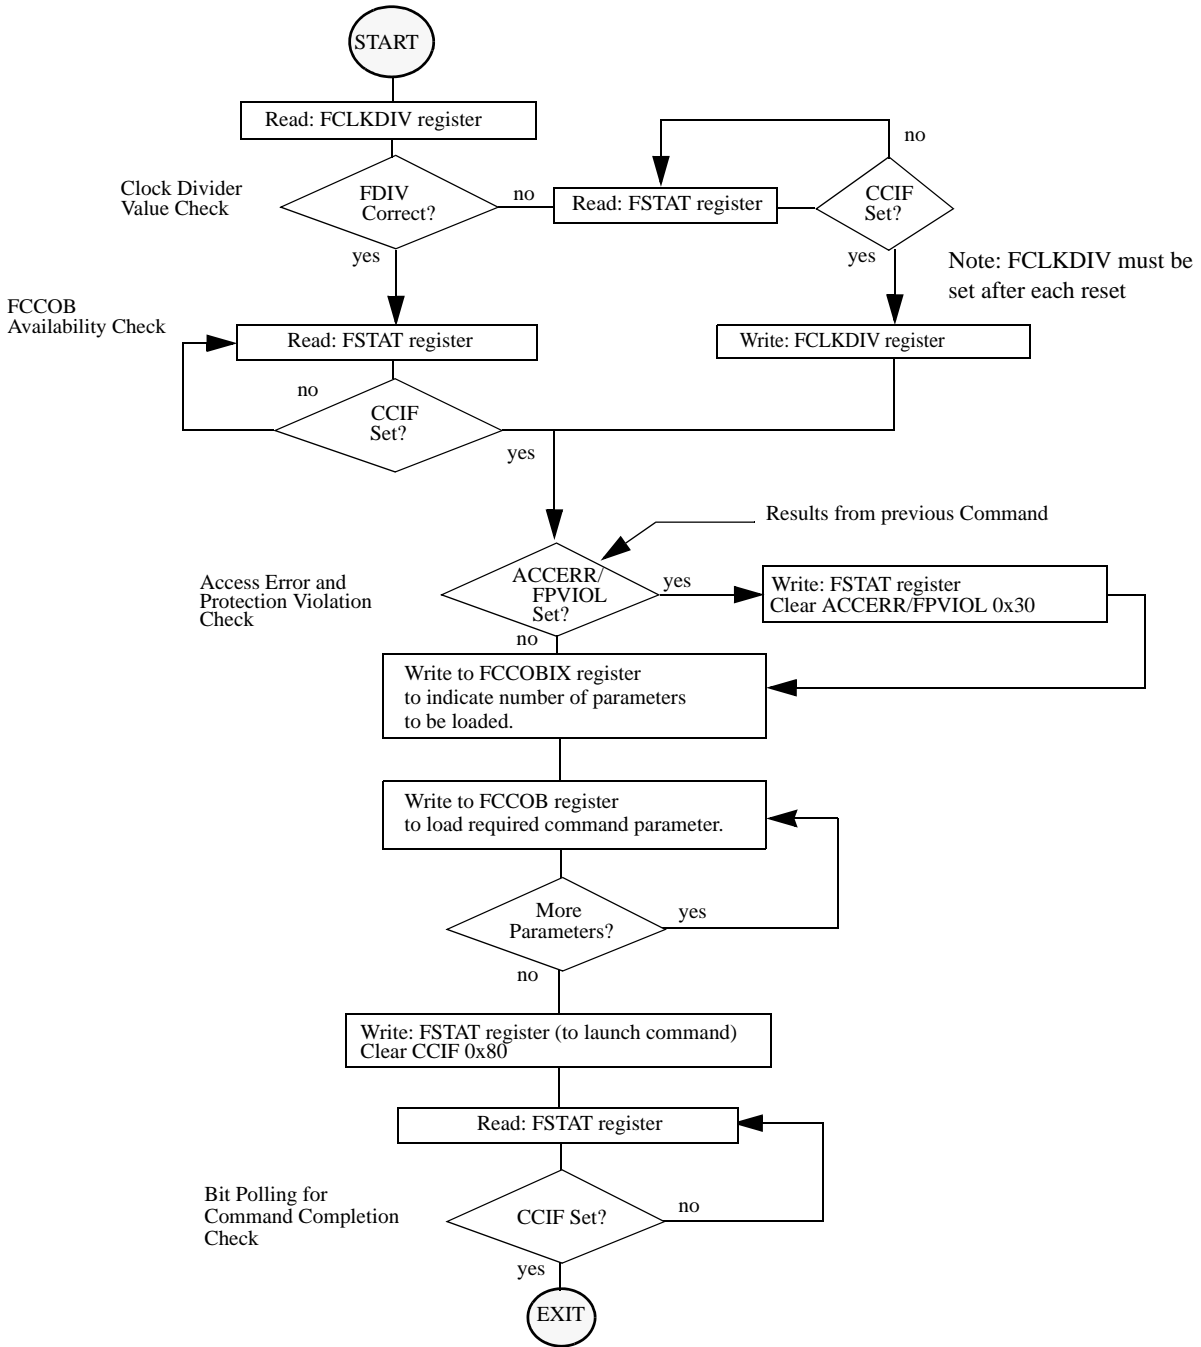 START
Read: FCLKDIV register
no
Clock Divider
Value Check
FDIV
Correct?
no
Read: FSTAT register
CCIF
Set?
yes
yes
Note: FCLKDIV must be
set after each reset
FCCOB
Availability Check
Read: FSTAT register
Write: FCLKDIV register
no
CCIF
Set?
yes
Results from previous Command
Access Error and
Protection Violation
Check
ACCERR/
FPVIOL
Set?
yes
Write: FSTAT register
Clear ACCERR/FPVIOL 0x30
no
Write to FCCOBIX register
to indicate number of parameters
to be loaded.
Write to FCCOB register
to load required command parameter.
More
Parameters?
yes
no
Write: FSTAT register (to launch command)
Clear CCIF 0x80
Read: FSTAT register
Bit Polling for
Command Completion
Check
CCIF Set?
no
yes
EXIT